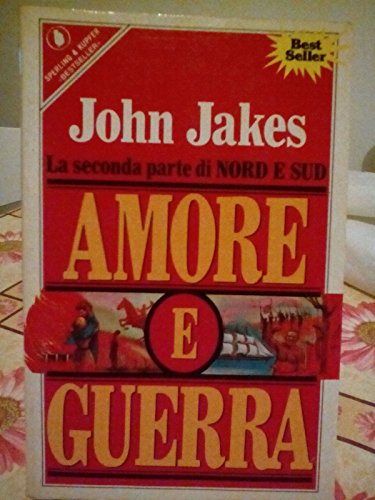 SPERLING & KUPFER
-BESTSELLER-
Best
Seller
John Jakes
La seconda parte di NORD E SUD
AMORE
E
GUERRA